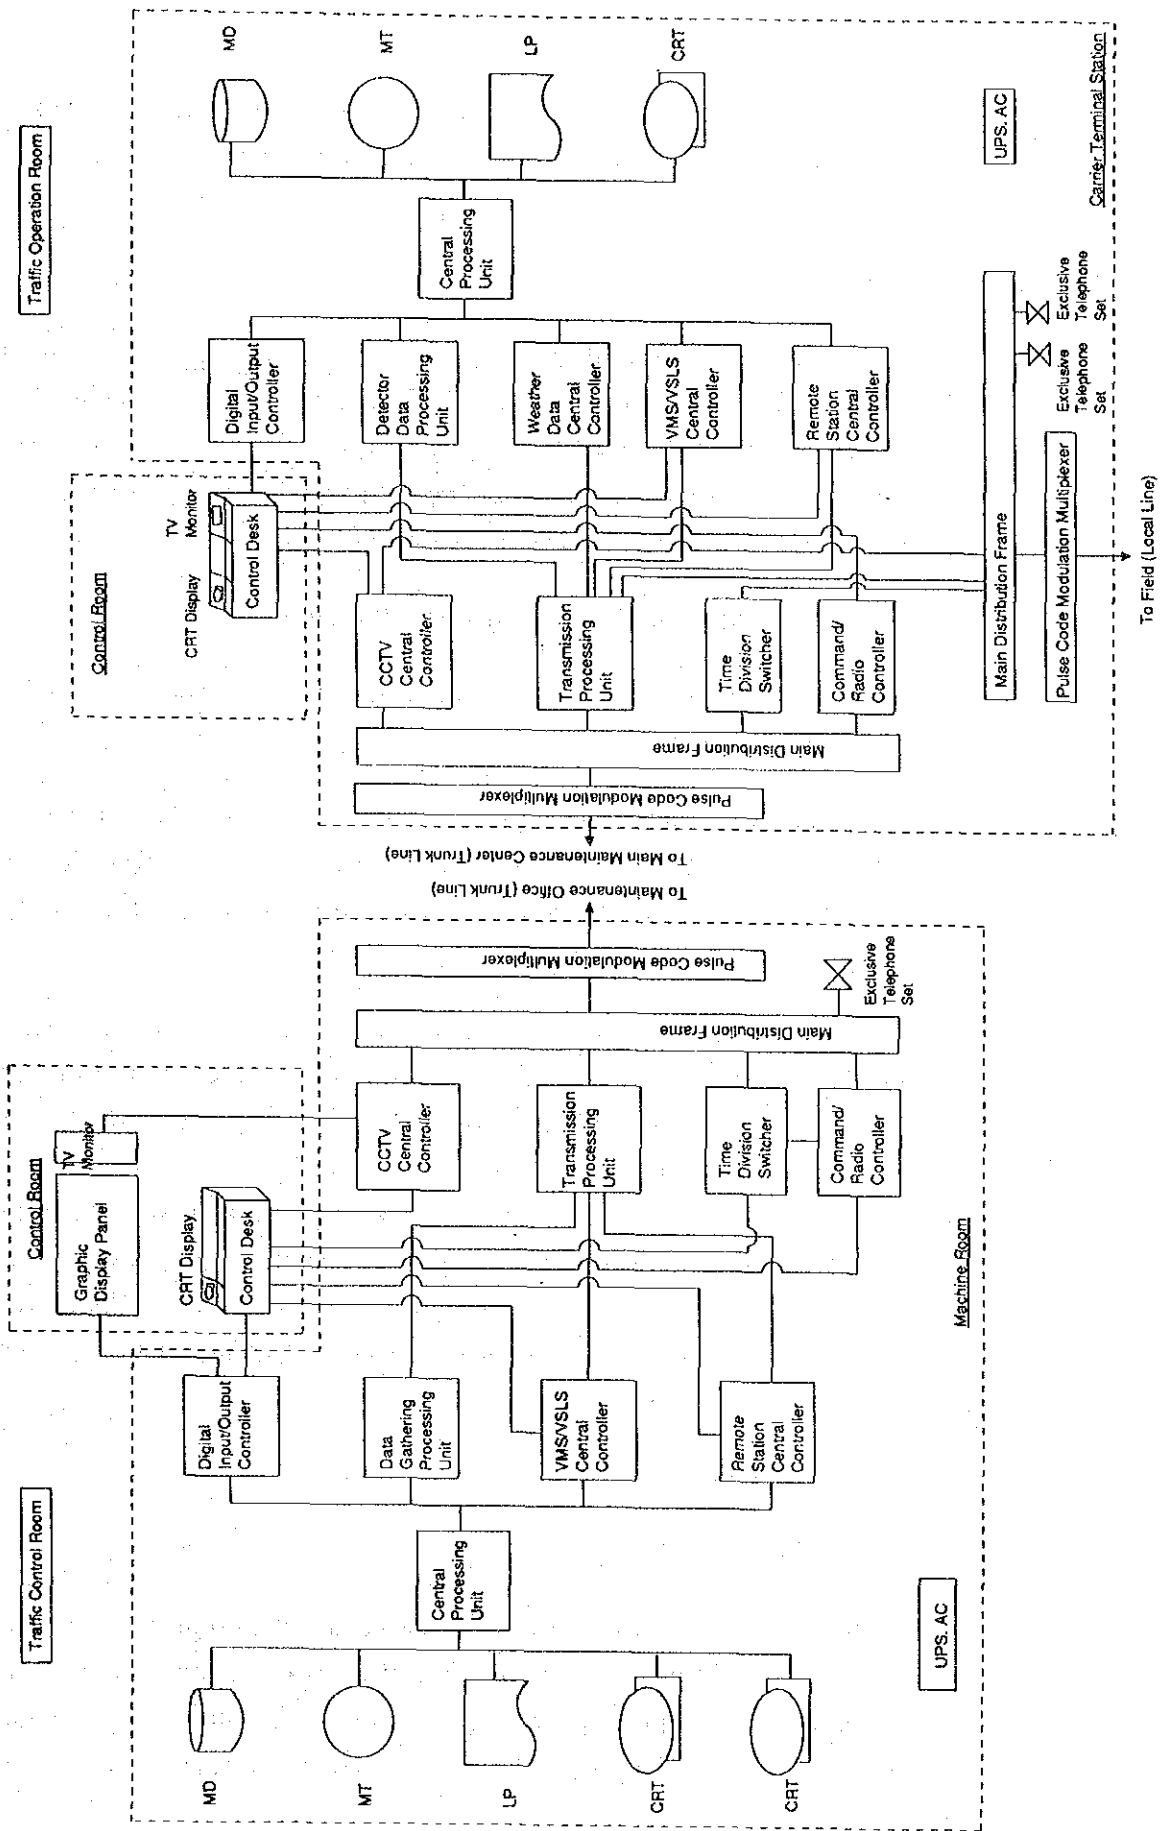 Traffic Control Room
Control Room
Graphic
Display Panel
TV
Monitor
CRT Display
Control Desk
MD
MT
LP
CRT
CRT
Central
Processing
Unit
Digital
Input/Output
Controller
Data
Gathering
Processing
Unit
VMS/VSLS
Central
Controller
Remote
Station
Central
Controller
CCTV
Central
Controller
Transmission
Processing
Unit
Time
Division
Switcher
Command/
Radio
Controller
Main Distribution Frame
Pulse Code Modulation Multiplexer
Exclusive
Telephone
Set
To Maintenance Office (Trunk Line)
UPS. AC
Machine Room
Traffic Operation Room
Control Room
CRT Display
TV
Monitor
Control Desk
To Main Maintenance Center (Trunk Line)
Pulse Code Modulation Multiplexer
Main Distribution Frame
CCTV
Central
Controller
Transmission
Processing
Unit
Time
Division
Switcher
Command/
Radio
Controller
Digital
Input/Output
Controller
Detector
Data
Processing
Unit
Weather
Data
Central
Controller
VMS/VSLS
Central
Controller
Remote
Station
Central
Controller
Central
Processing
Unit
MD
MT
LP
CRT
Main Distribution Frame
Pulse Code Modulation Multiplexer
Exclusive
Telephone
Set
Exclusive
Telephone
Set
UPS. AC
Carrier Terminal Station
To Field (Local Line)